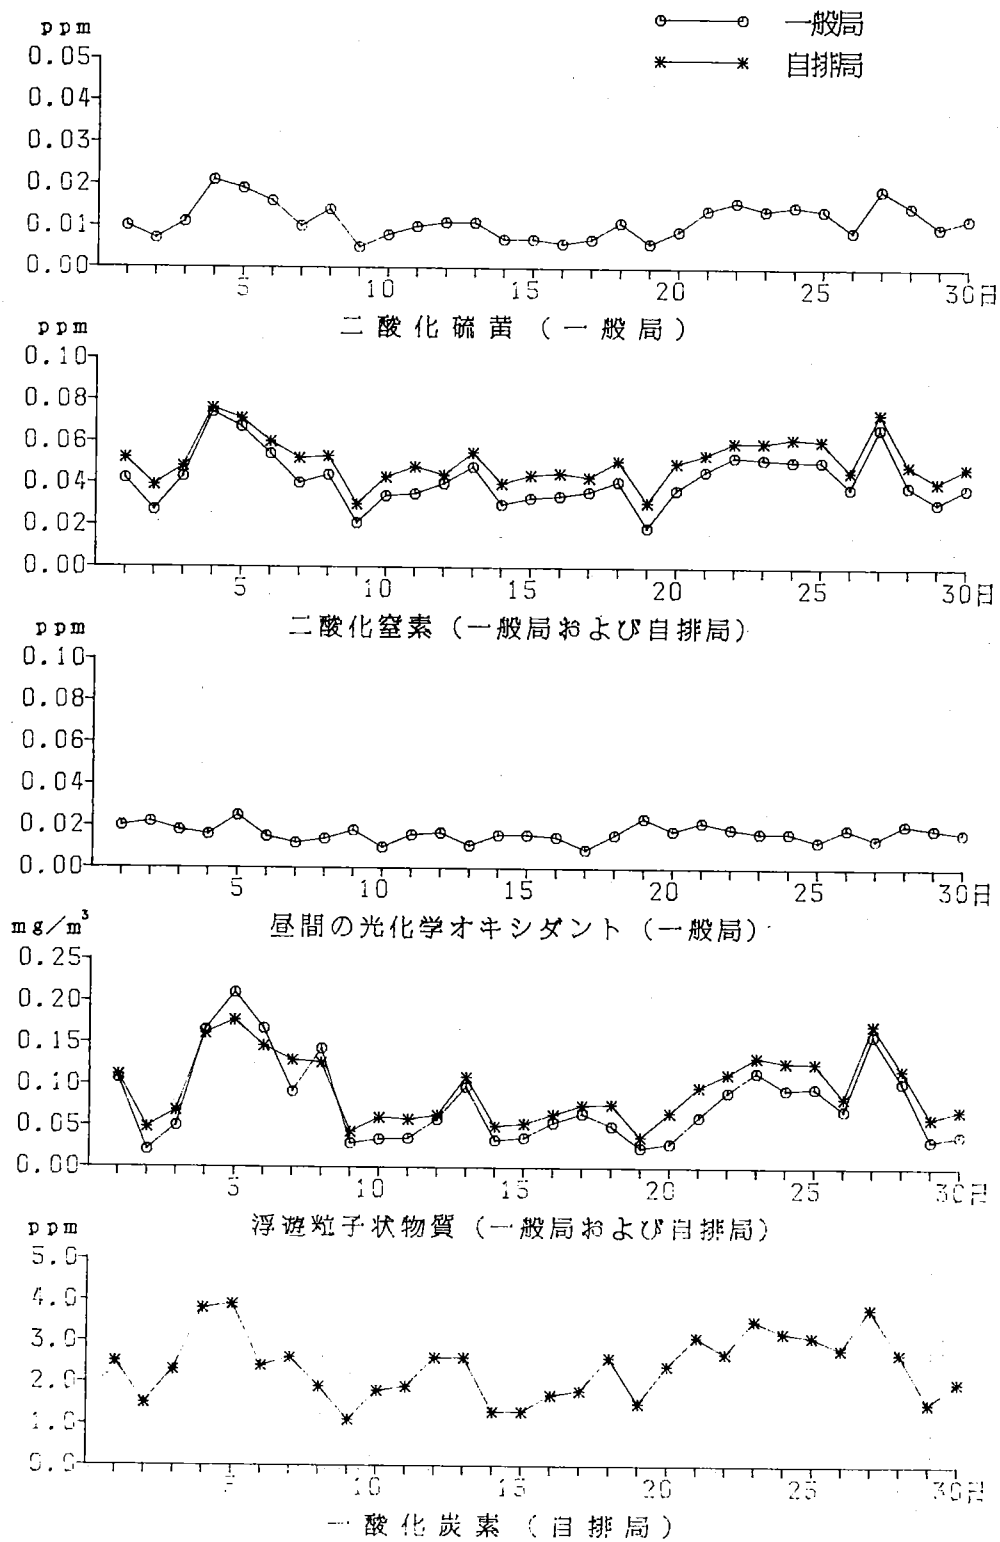 ppm
一般局
自排局
0.05
0.04
0.03
0.02
0.01
0.00
5 10 15 20 25 30日
二酸化硫黄(一般局)
ppm
0.10
0.08
0.06
0.04
0.02
0.00
5 10 15 20 25 30日
二酸化窒素(一般局および自排局)
ppm
0.10
0.08
0.06
0.04
0.02
0.00
5 10 15 20 25 30日
昼間の光化学オキシダント(一般局)
mg/m³
0.25
0.20
0.15
0.10
0.05
0.00
5 10 15 20 25 30日
浮遊粒子状物質(一般局および自排局)
ppm
5.0
4.0
3.0
2.0
1.0
0.0
5 10 15 20 25 30日
一酸化炭素(自排局)